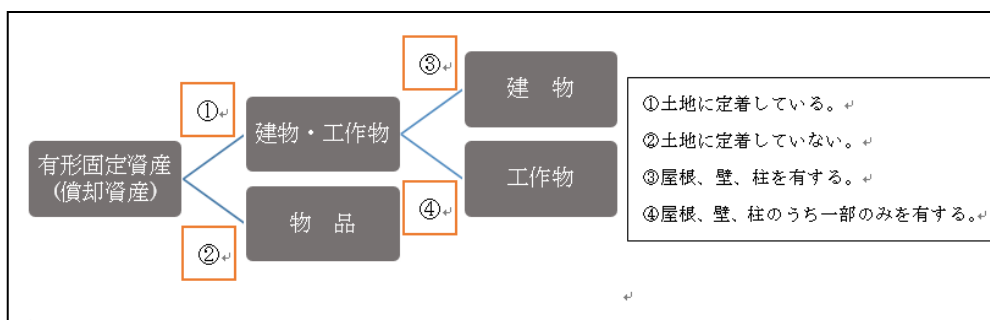 有形固定資産
(償却資産)
①
②
建物・工作物
物　品
③
④
建　物
工作物
①土地に定着している。
②土地に定着していない。
③屋根、壁、柱を有する。
④屋根、壁、柱のうち一部のみを有する。